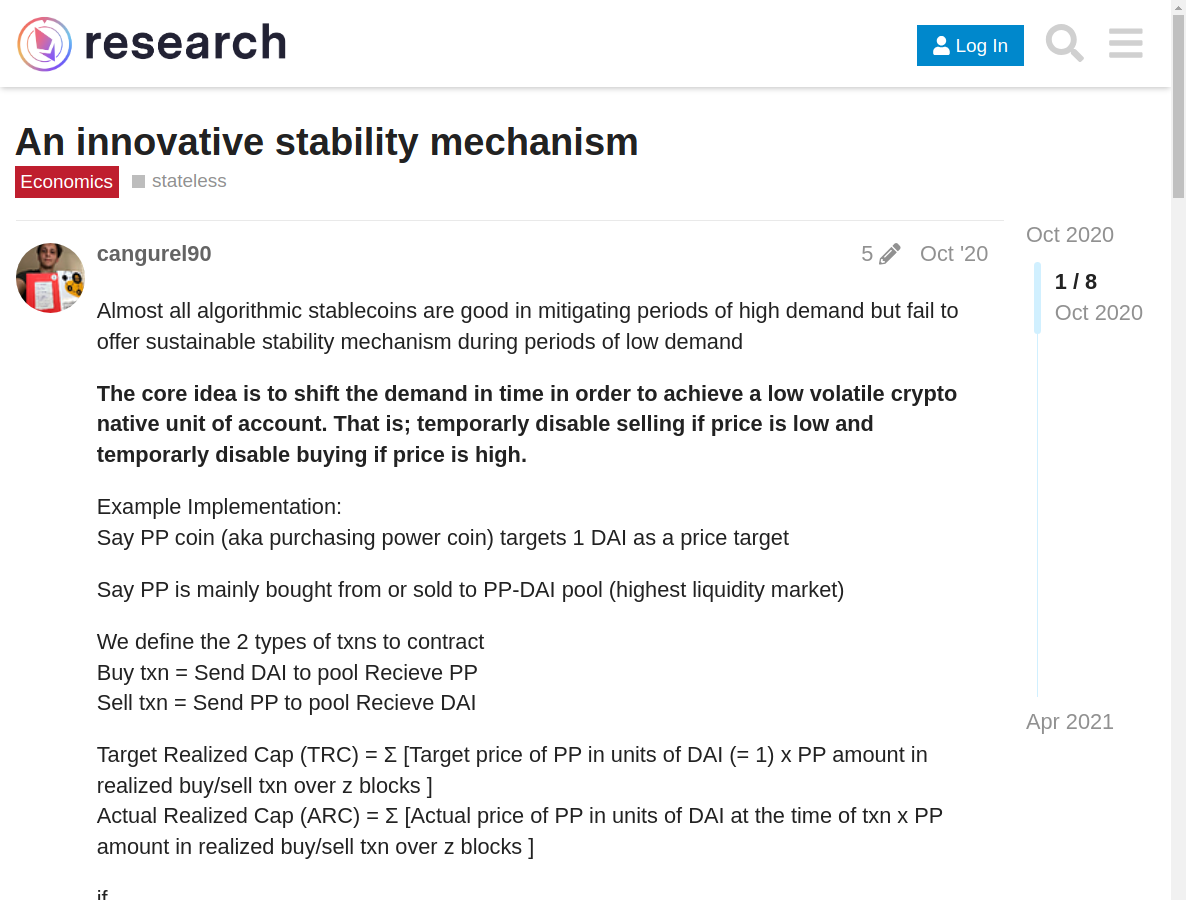 research
Log In
An innovative stability mechanism
Economics stateless
Oct 2020
cangurel90 5 Oct '20
1 / 8
Oct 2020
Almost all algorithmic stablecoins are good in mitigating periods of high demand but fail to
offer sustainable stability mechanism during periods of low demand
The core idea is to shift the demand in time in order to achieve a low volatile crypto
native unit of account. That is; temporarly disable selling if price is low and
temporarly disable buying if price is high.
Example Implementation:
Say PP coin (aka purchasing power coin) targets 1 DAI as a price target
Say PP is mainly bought from or sold to PP-DAI pool (highest liquidity market)
We define the 2 types of txns to contract
Buy txn = Send DAI to pool Recieve PP
Sell txn = Send PP to pool Recieve DAI
Apr 2021
Target Realized Cap (TRC) = Σ [Target price of PP in units of DAI (= 1) x PP amount in
realized buy/sell txn over z blocks ]
Actual Realized Cap (ARC) = Σ [Actual price of PP in units of DAI at the time of txn x PP
amount in realized buy/sell txn over z blocks ]
if